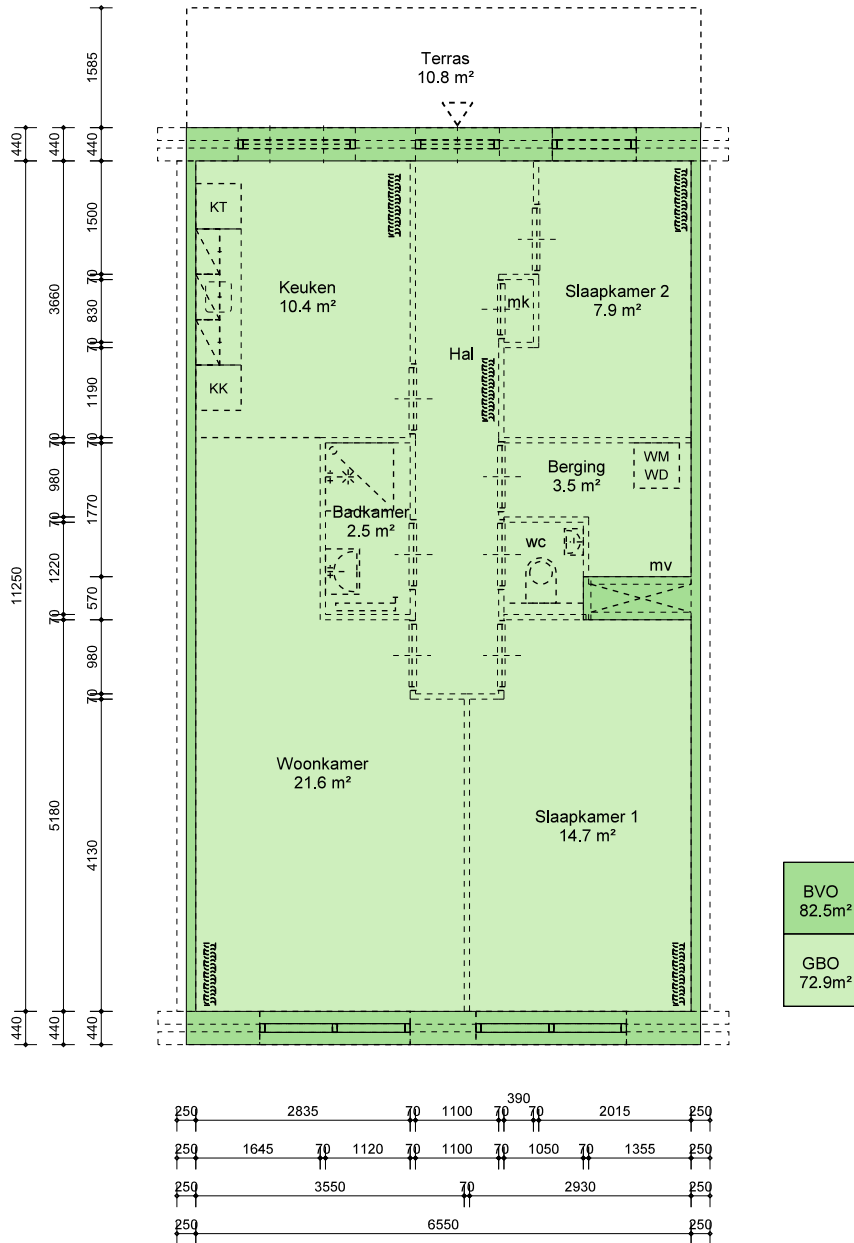 Terras
10.8 m²
KT
Keuken
10.4 m²
mk
Slaapkamer 2
7.9 m²
Hal
KK
Berging
3.5 m²
WM
WD
Badkamer
2.5 m²
wc
mv
Woonkamer
21.6 m²
Slaapkamer 1
14.7 m²
BVO
82.5m²
GBO
72.9m²
440
11250
440
440
3660
70
980
70
1220
70
5180
440
1585
440
1500
70
830
70
1190
70
1770
570
980
70
4130
440
390
250 2835 70 1100 70 70 2015 250
250 1645 70 1120 70 1100 70 1050 70 1355 250
250 3550 70 2930 250
250 6550 250